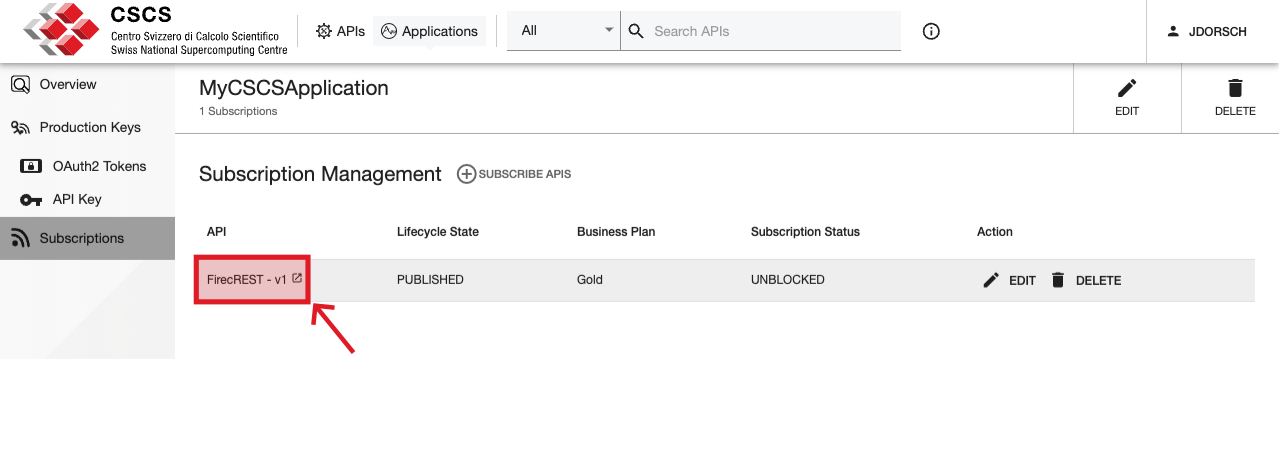 CSCS
Centro Svizzero di Calcolo Scientifico
Swiss National Supercomputing Centre
APIs
Applications
All
Search APIs
JDORSCH
Overview
Production Keys
OAuth2 Tokens
API Key
Subscriptions
MyCSCSApplication
1 Subscriptions
EDIT
DELETE
Subscription Management
SUBSCRIBE APIS
API Lifecycle State Business Plan Subscription Status Action
FirecREST - v1 PUBLISHED Gold UNBLOCKED EDIT DELETE